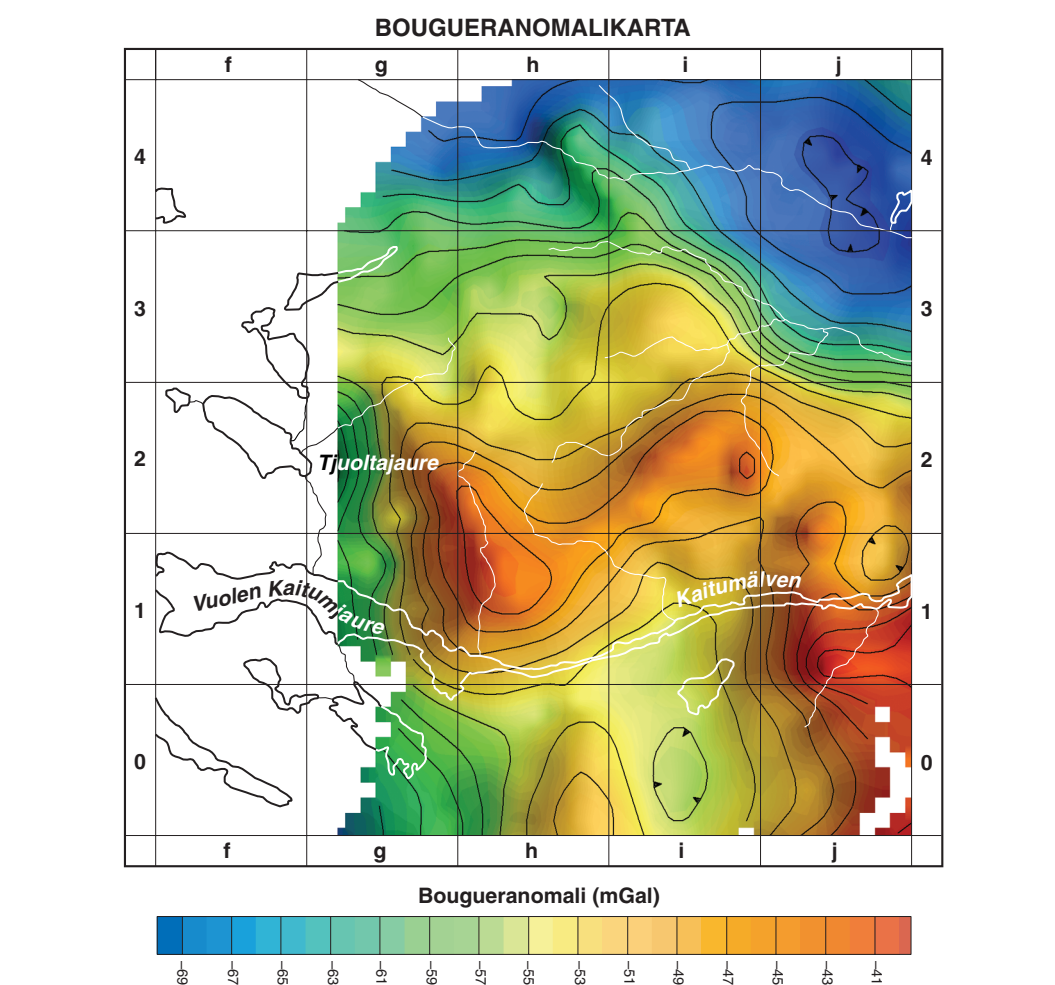 BOUGUERANOMALIKARTA
f g h i j
4 4
3 3
2 2
Tjuoltajaure
1 1
Vuolen Kaitumjaure
Kaitumälven
0 0
f g h i j
Bougueranomali (mGal)
-69 -67 -65 -63 -61 -59 -57 -55 -53 -51 -49 -47 -45 -43 -41